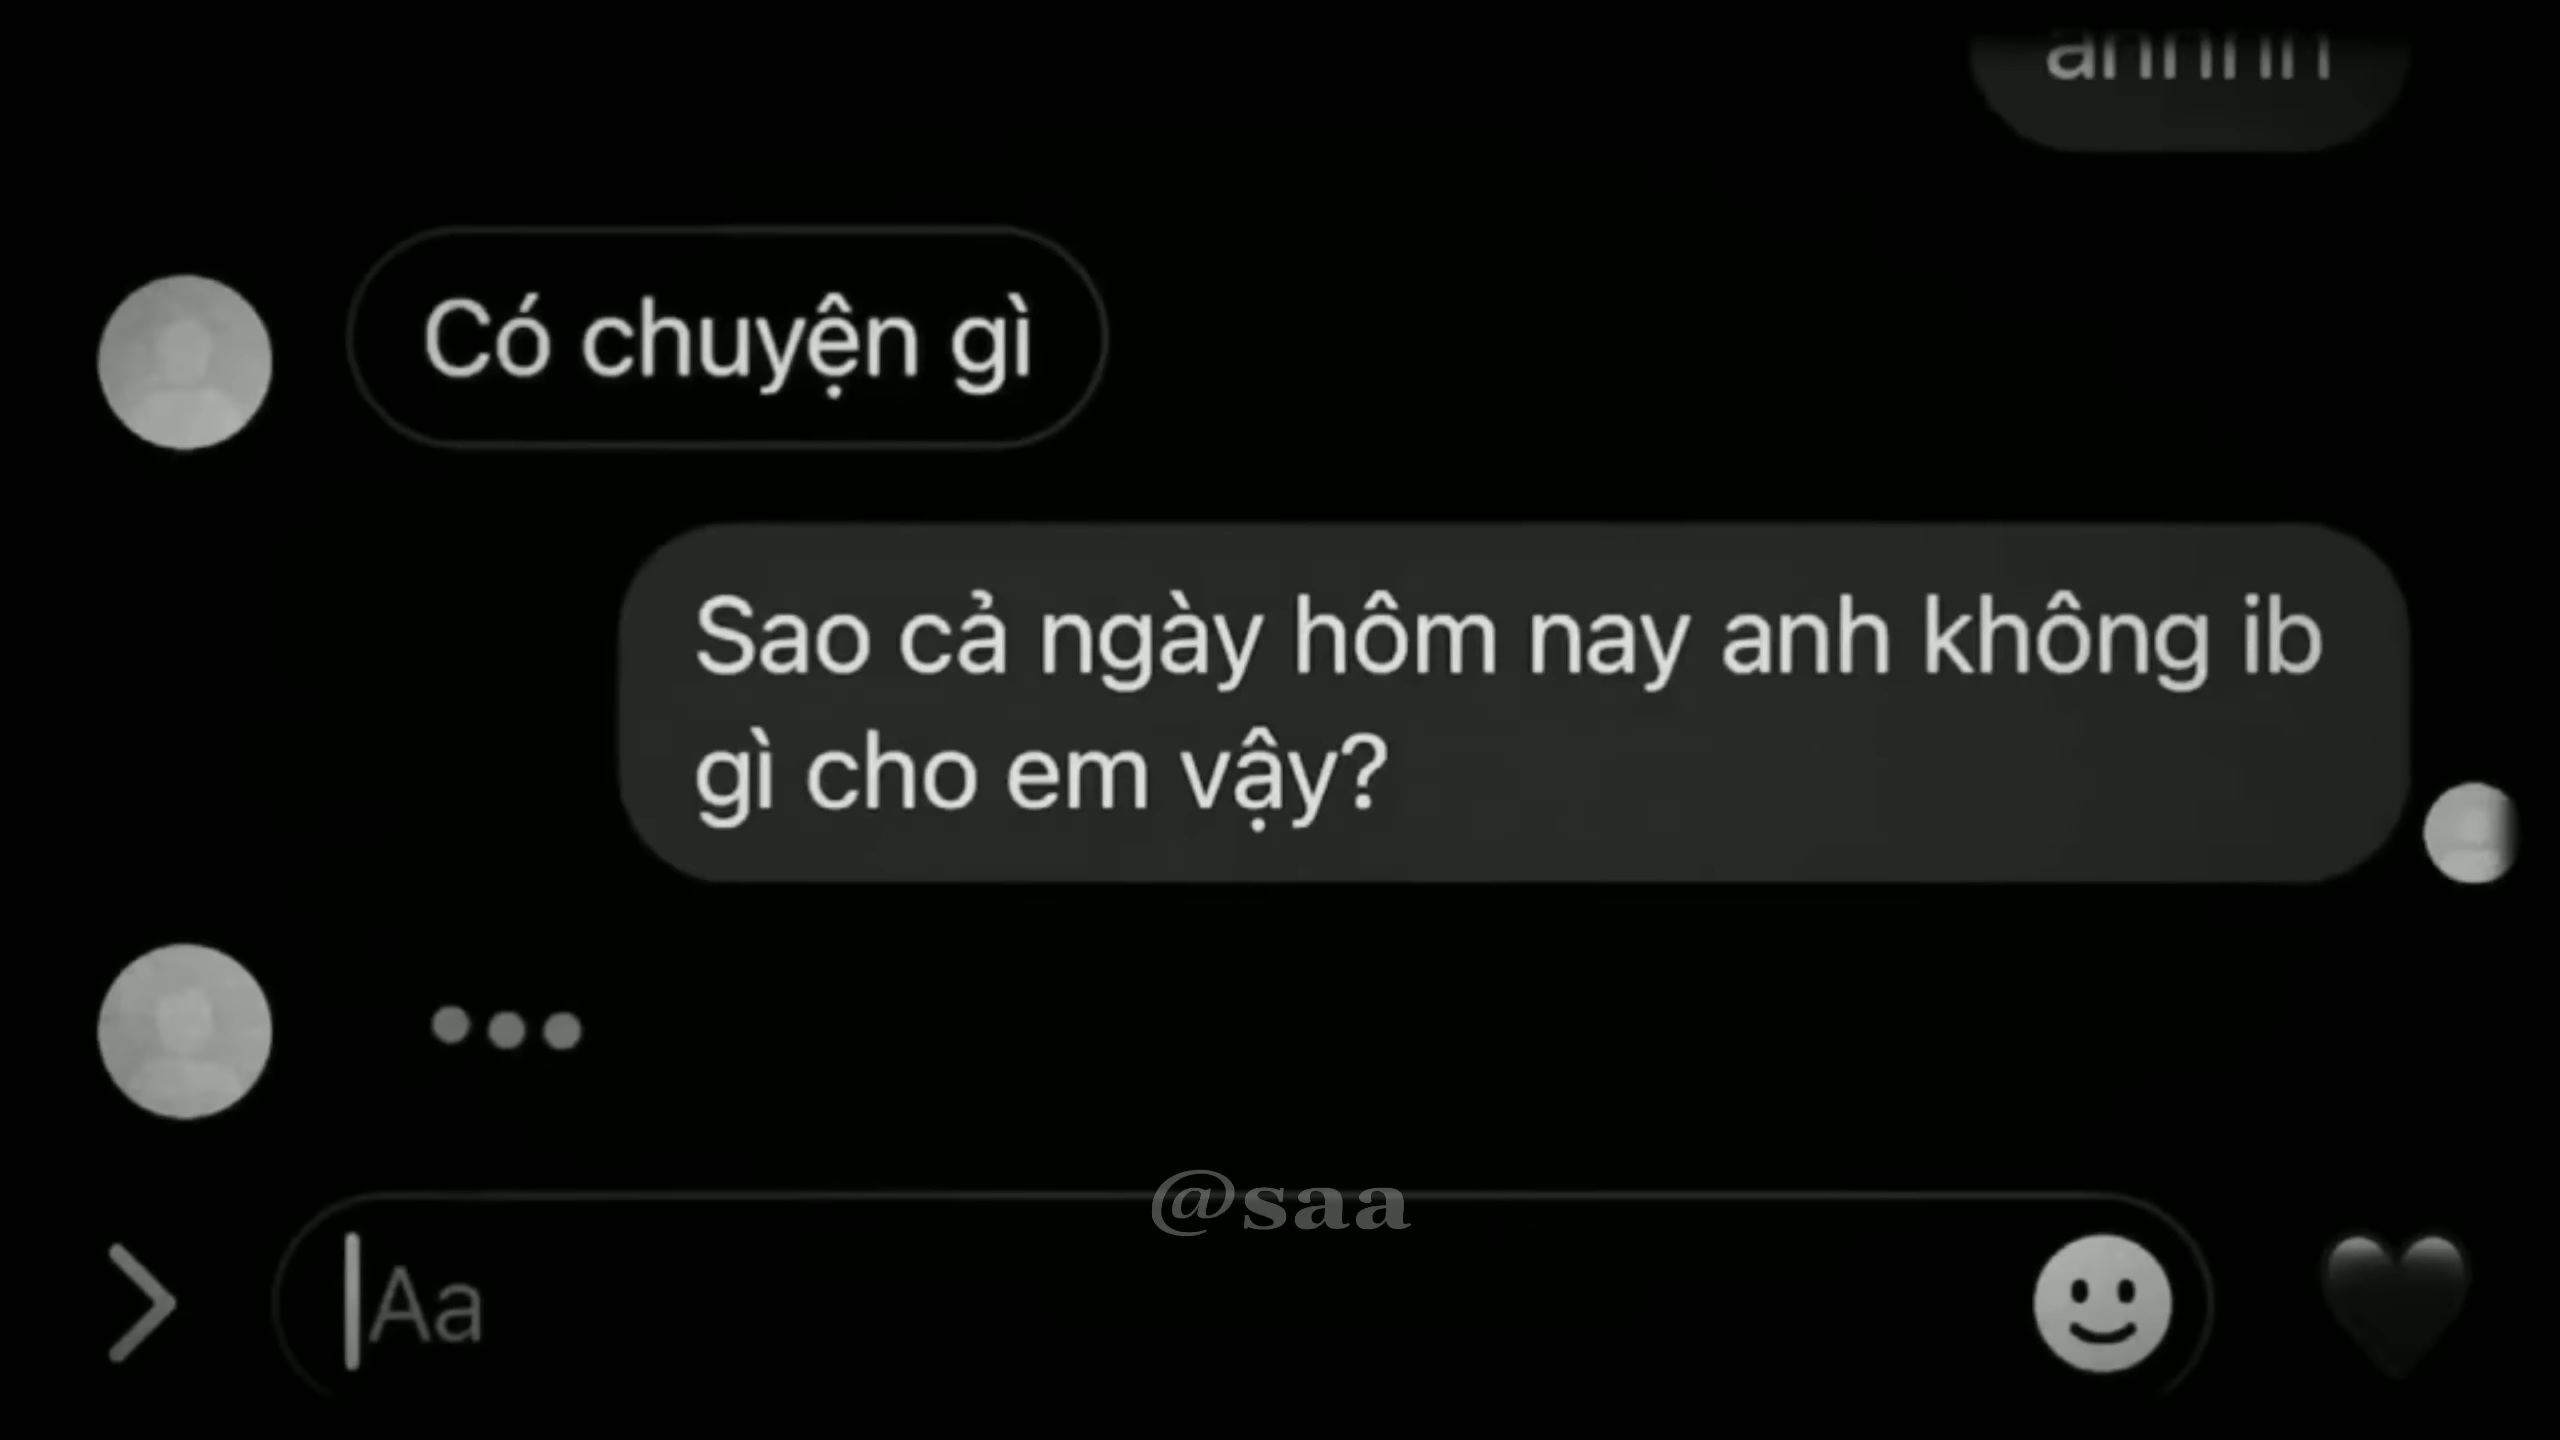 Có chuyện gì
Sao cả ngày hôm nay anh không ib
gì cho em vậy?
@saa
Aa